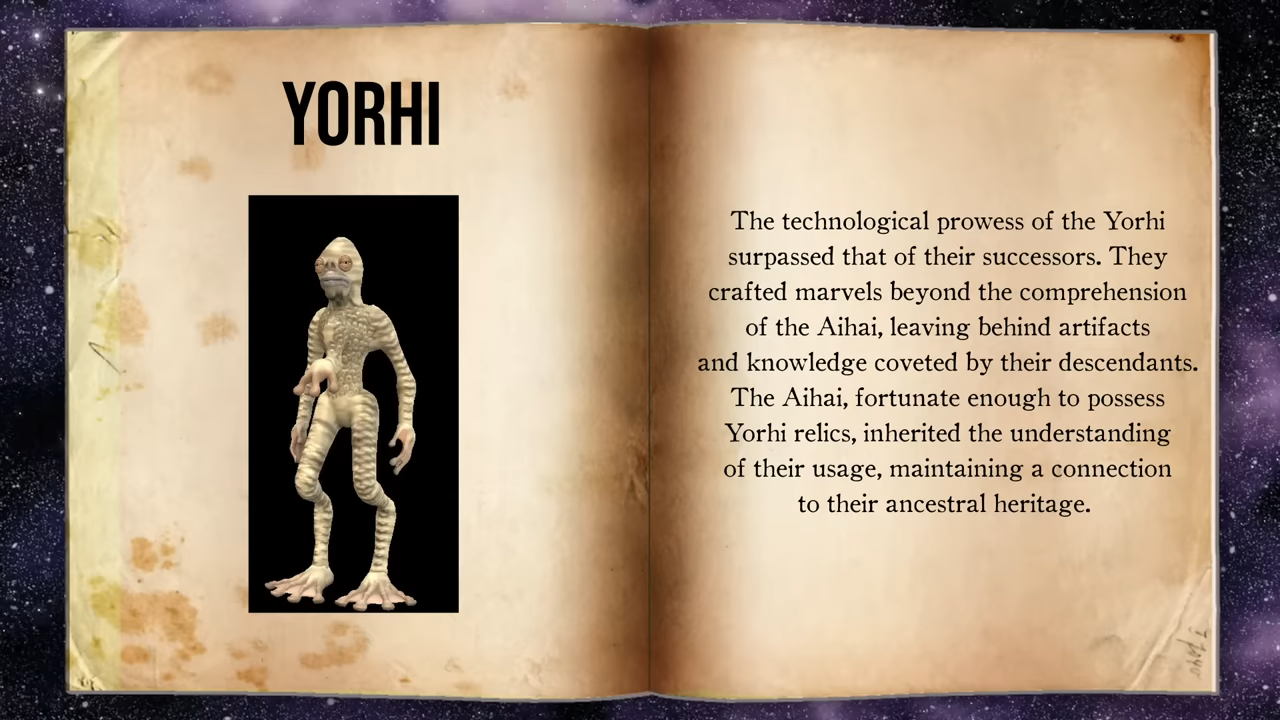 YORHI
The technological prowess of the Yorhi
surpassed that of their successors. They
crafted marvels beyond the comprehension
of the Aihai, leaving behind artifacts
and knowledge coveted by their descendants.
The Aihai, fortunate enough to possess
Yorhi relics, inherited the understanding
of their usage, maintaining a connection
to their ancestral heritage.